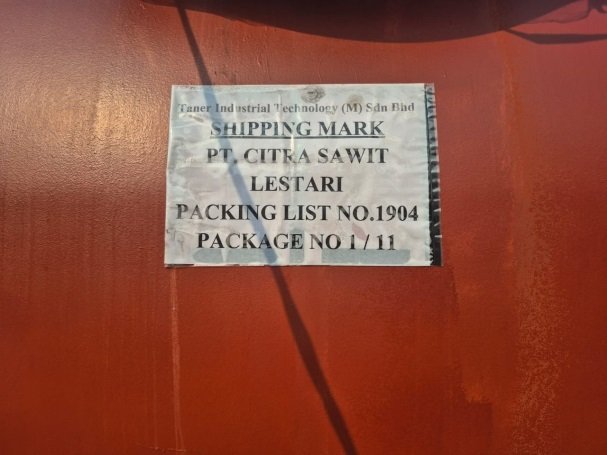 Taner Industrial Technology (M) Sdn Bhd
SHIPPING MARK
PT. CITRA SAWIT
LESTARI
PACKING LIST NO.1904
PACKAGE NO 1 / 11